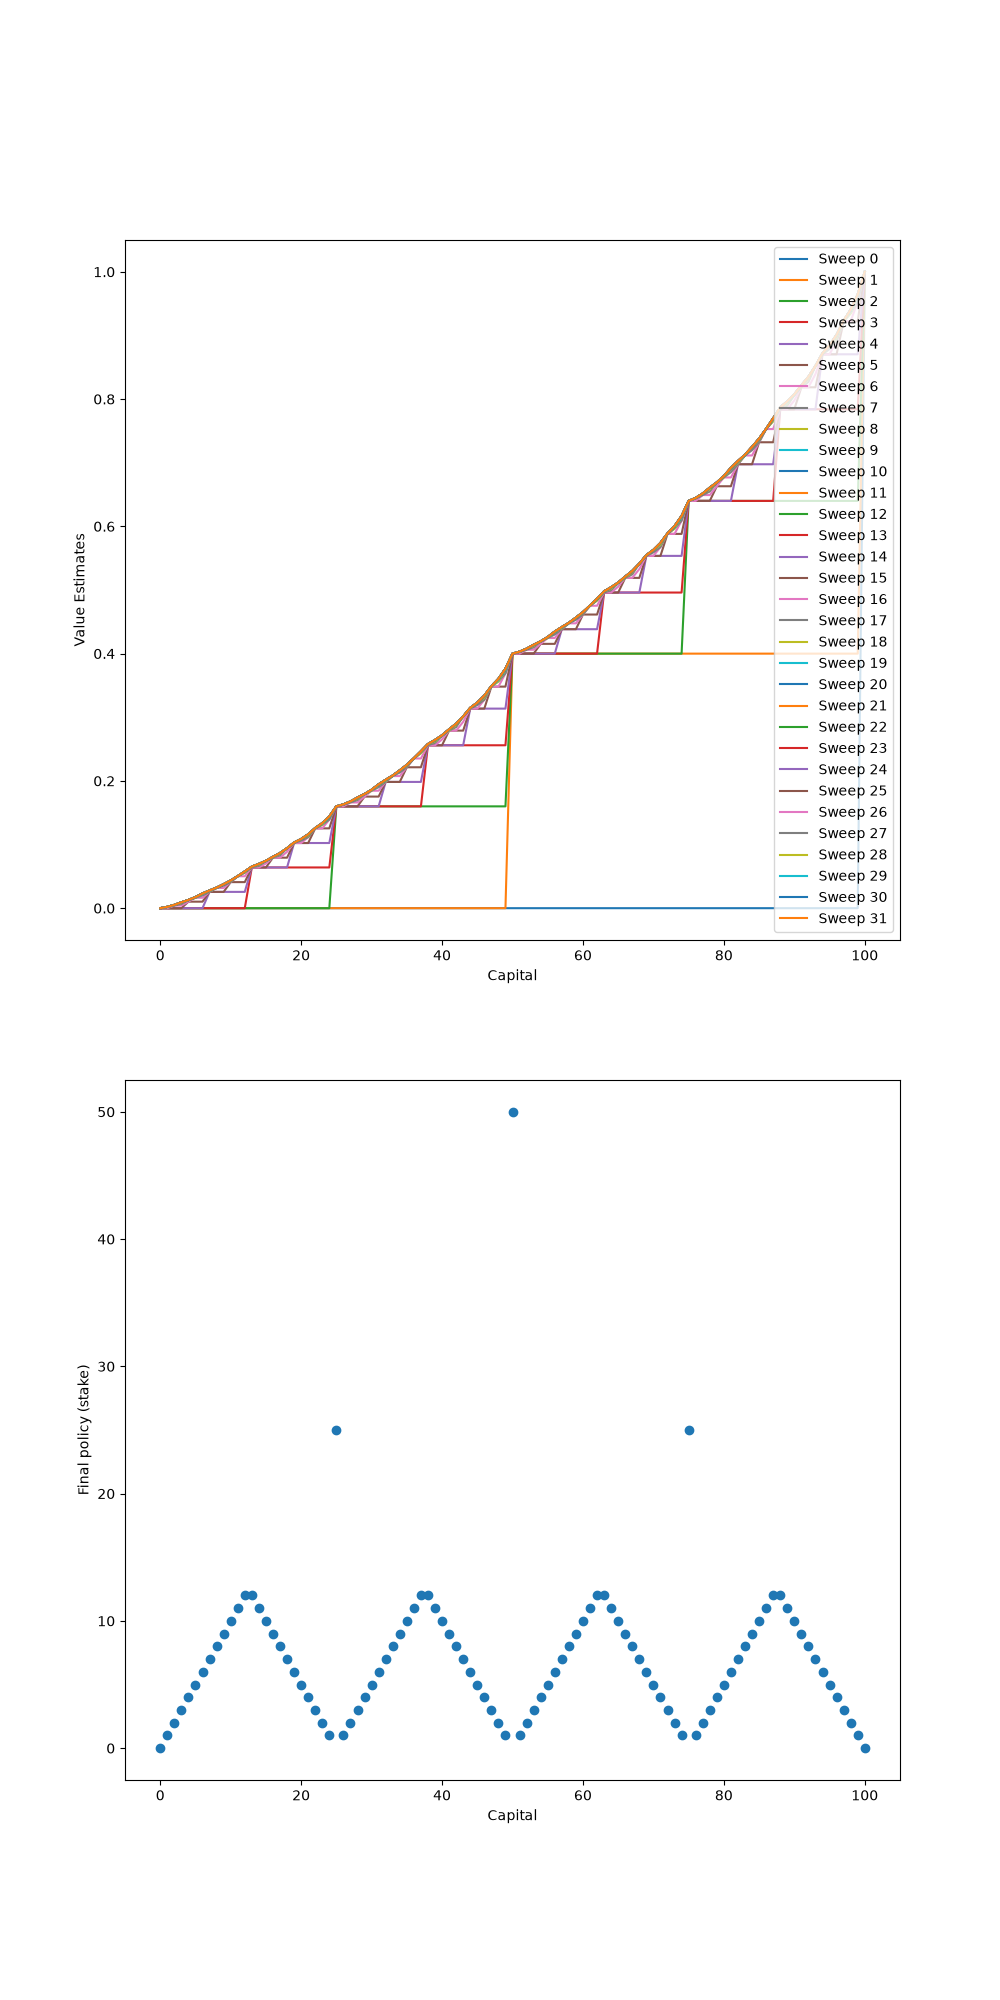 1.0
0.8
0.6
0.4
0.2
0.0
Value Estimates
Sweep 0
Sweep 1
Sweep 2
Sweep 3
Sweep 4
Sweep 5
Sweep 6
Sweep 7
Sweep 8
Sweep 9
Sweep 10
Sweep 11
Sweep 12
Sweep 13
Sweep 14
Sweep 15
Sweep 16
Sweep 17
Sweep 18
Sweep 19
Sweep 20
Sweep 21
Sweep 22
Sweep 23
Sweep 24
Sweep 25
Sweep 26
Sweep 27
Sweep 28
Sweep 29
Sweep 30
Sweep 31
0 20 40 60 80 100
Capital
50
40
30
20
10
0
Final policy (stake)
0 20 40 60 80 100
Capital